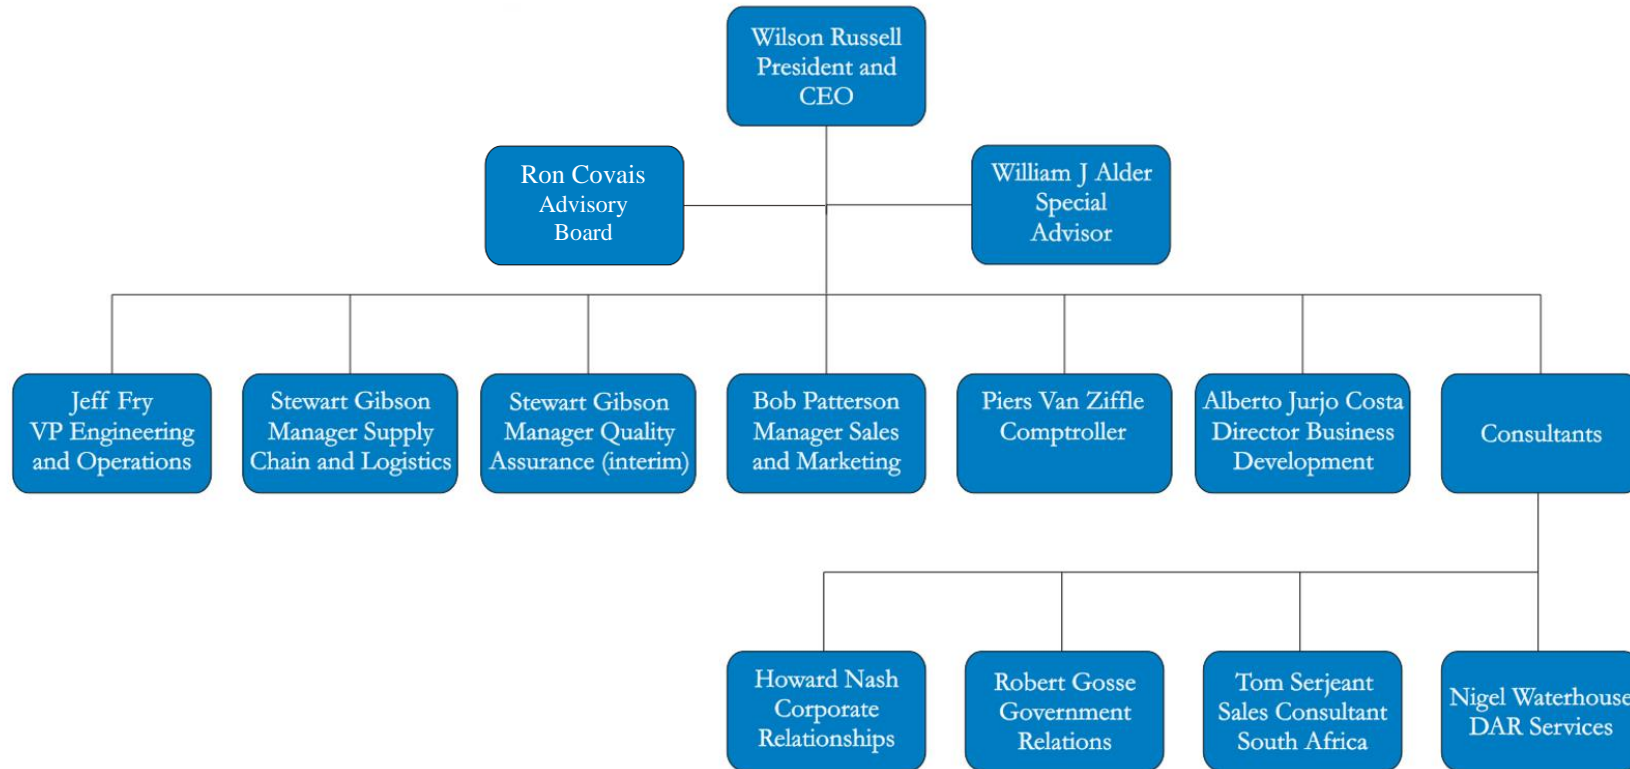 Wilson Russell
President and
CEO
Ron Covais
Advisory
Board
William J Alder
Special
Advisor
Jeff Fry
VP Engineering
and Operations
Stewart Gibson
Manager Supply
Chain and Logistics
Stewart Gibson
Manager Quality
Assurance (interim)
Bob Patterson
Manager Sales
and Marketing
Piers Van Ziffle
Comptroller
Alberto Jurjo Costa
Director Business
Development
Consultants
Howard Nash
Corporate
Relationships
Robert Gosse
Government
Relations
Tom Serjeant
Sales Consultant
South Africa
Nigel Waterhouse
DAR Services